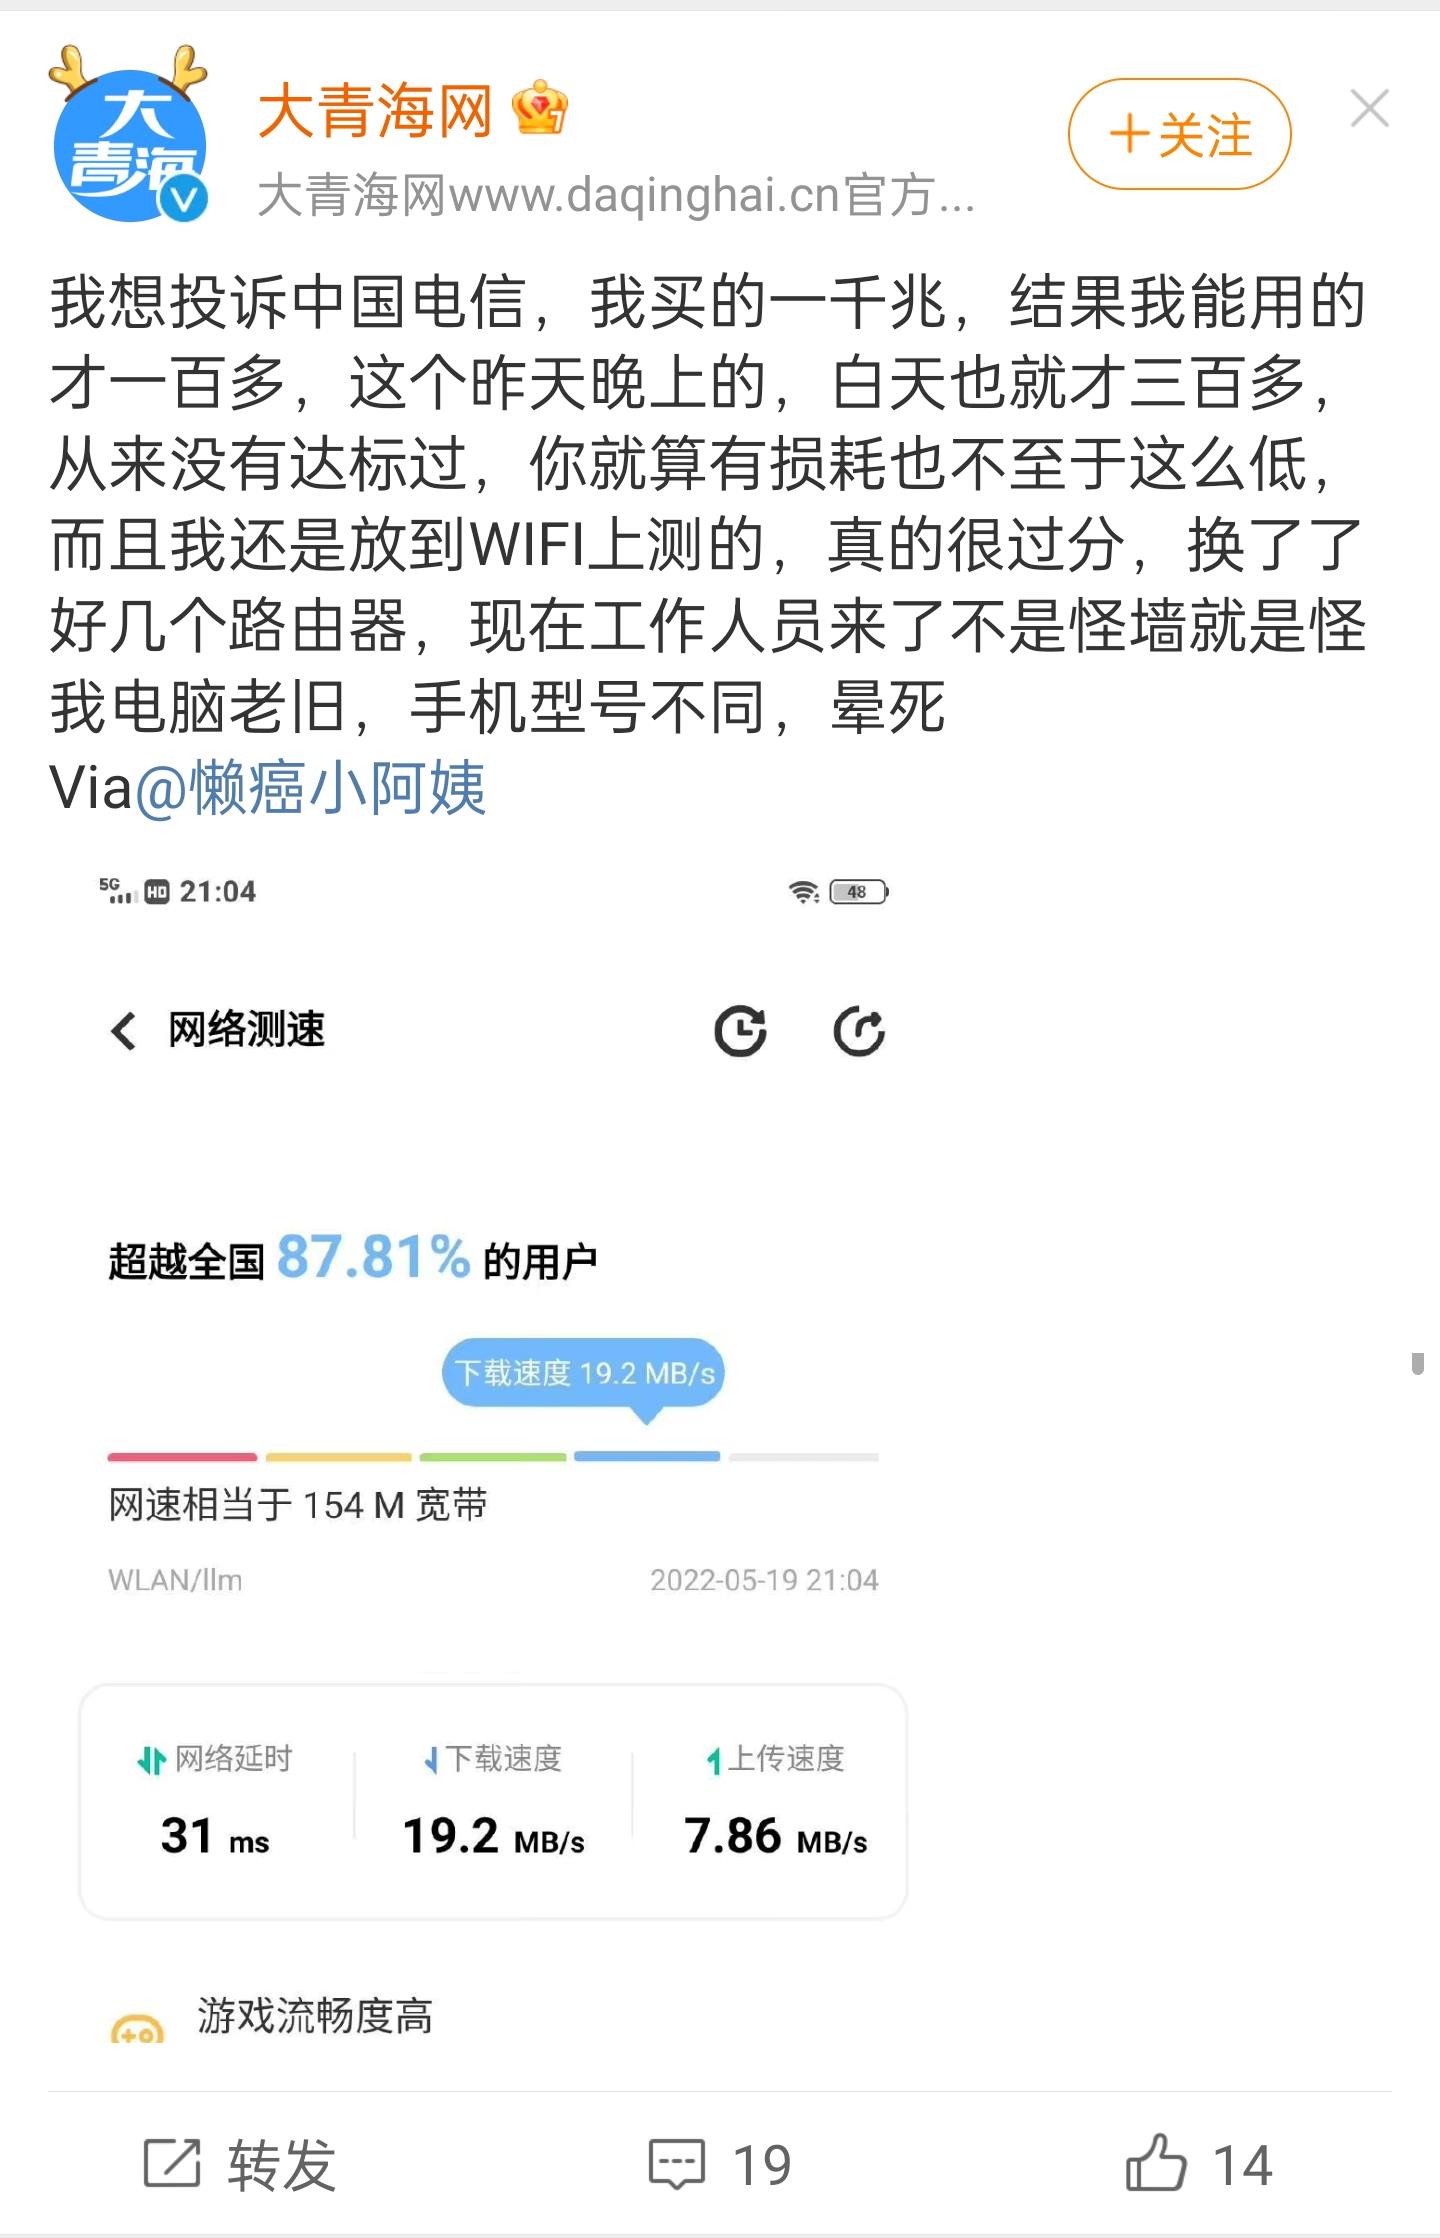 大青海
大青海网
7
大青海网www.daqinghai.cn官方...
＋关注
我想投诉中国电信，我买的一千兆，结果我能用的
才一百多，这个昨天晚上的，白天也就才三百多，
从来没有达标过，你就算有损耗也不至于这么低，
而且我还是放到WIFI上测的，真的很过分，换了了
好几个路由器，现在工作人员来了不是怪墙就是怪
我电脑老旧，手机型号不同，晕死
Via@懒癌小阿姨
5G HD 21:04 48
网络测速
超越全国 87.81% 的用户
下载速度 19.2 MB/s
网速相当于 154 M 宽带
WLAN/llm 2022-05-19 21:04
网络延时 下载速度 上传速度
31 ms 19.2 MB/s 7.86 MB/s
游戏流畅度高
转发 19 14